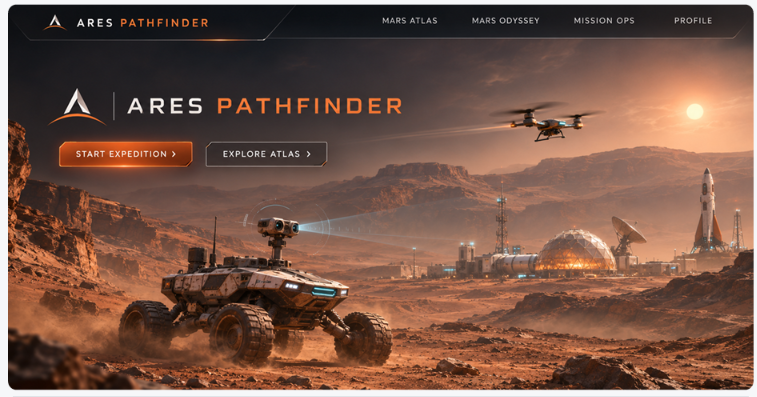 ARES PATHFINDER
MARS ATLAS
MARS ODYSSEY
MISSION OPS
PROFILE
ARES PATHFINDER
START EXPEDITION >
EXPLORE ATLAS >